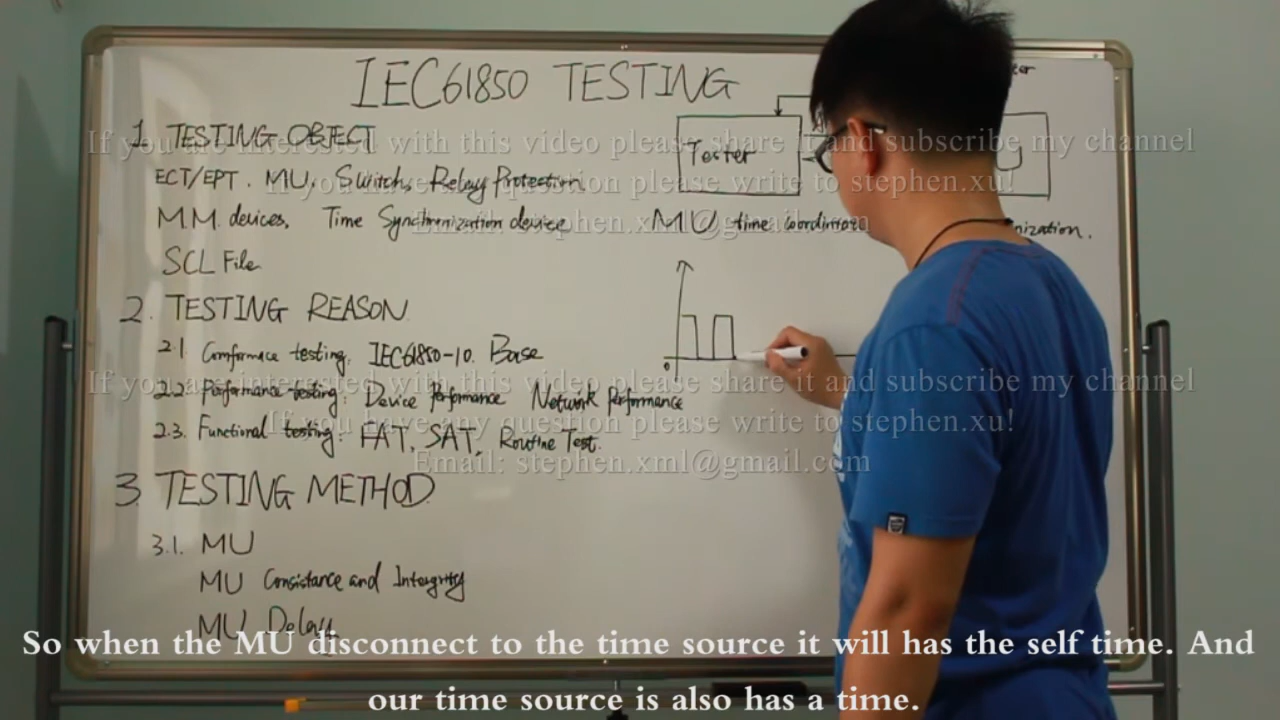 IEC61850 TESTING
1. TESTING OBJECT
ECT/EPT. MU, Switch, Relay Protection.
MM devices, Time Synchronization device
SCL File
2. TESTING REASON
2.1 Comformace testing. IEC61850-10. Base
2.2 Performance testing: Device Performance Network Performance
2.3. Functional testing: FAT, SAT, Routine Test.
3 TESTING METHOD
3.1. MU
MU Consistance and Intergrity
MU Delay
Tester
MU time
0
If you are interested with this video please share it and subscribe my channel
If you have any question please write to stephen.xu!
Email: stephen.xml@gmail.com
If you are interested with this video please share it and subscribe my channel
If you have my question please write to stephen.xu!
Email: stephen.xml@gmail.com
So when the MU disconnect to the time source it will has the self time. And
our time source is also has a time.